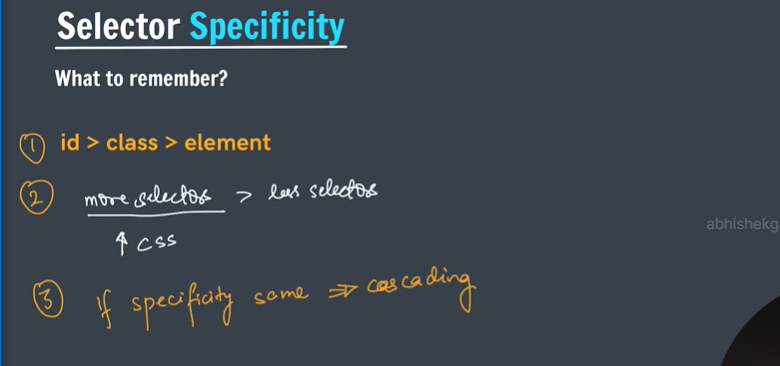 Selector Specificity
What to remember?
① id > class > element
② more selectos > less selectos
↑ CSS
③ if specificity same ⇒ cascading
abhishekg